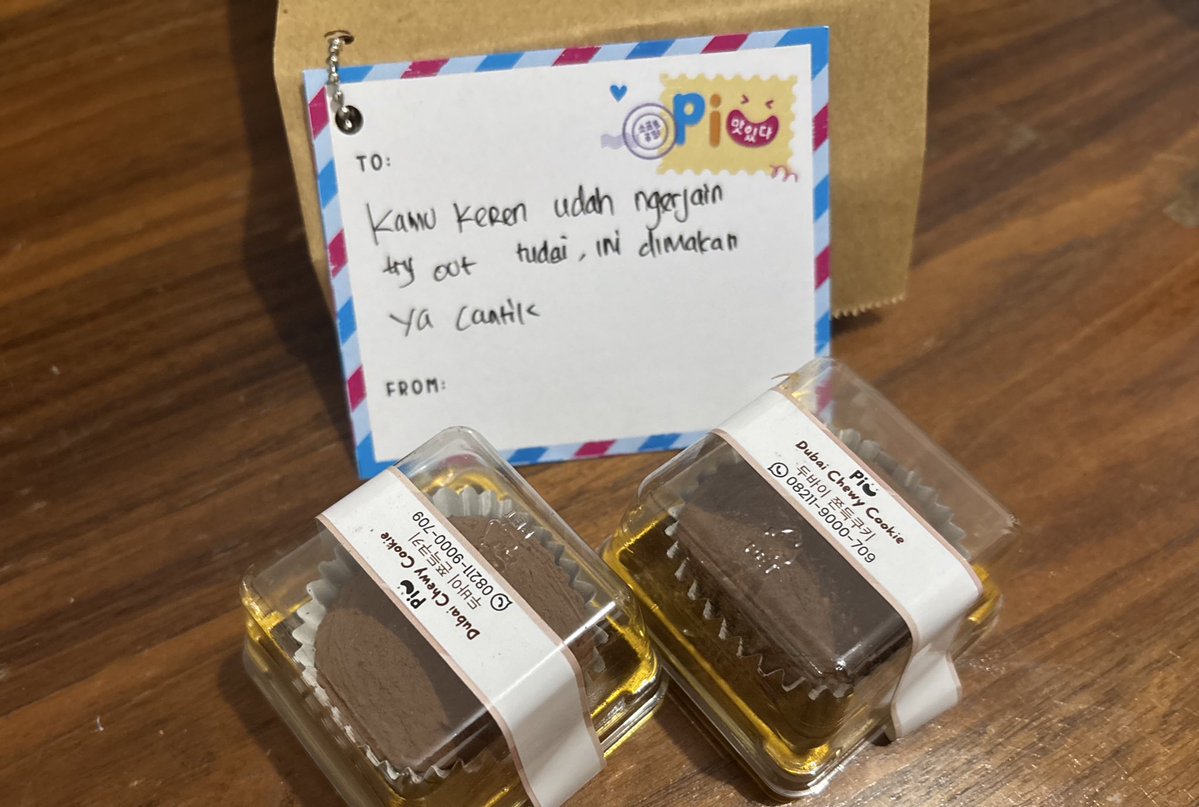 Pi
맛있다
TO:
Kamu Keren udah ngerjain
try out tudai, ini dimakan
Ya Cantik
FROM:
Pi
Dubai Chewy Cookie
두바이 쫀득쿠키
08211-9000-709
Pi
Dubai Chewy Cookie
두바이 쫀득쿠키
08211-9000-709